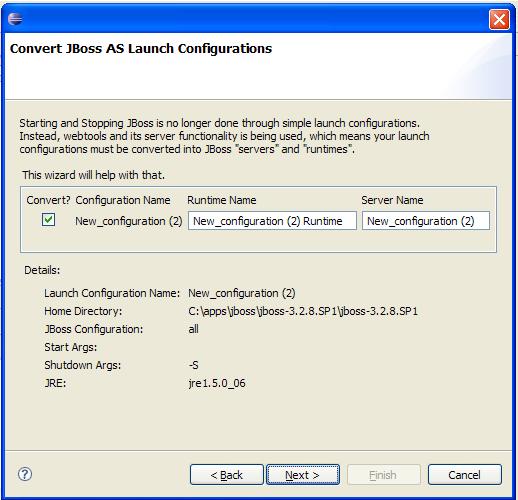 Convert JBoss AS Launch Configurations
Starting and Stopping JBoss is no longer done through simple launch configurations.
Instead, webtools and its server functionality is being used, which means your launch
configurations must be converted into JBoss "servers" and "runtimes".
This wizard will help with that.
Convert? Configuration Name Runtime Name Server Name
New_configuration (2) New_configuration (2) Runtime New_configuration (2)
Details:
Launch Configuration Name: New_configuration (2)
Home Directory: C:\apps\jboss\jboss-3.2.8.SP1\jboss-3.2.8.SP1
JBoss Configuration: all
Start Args:
Shutdown Args: -S
JRE: jre1.5.0_06
? < Back Next > Finish Cancel